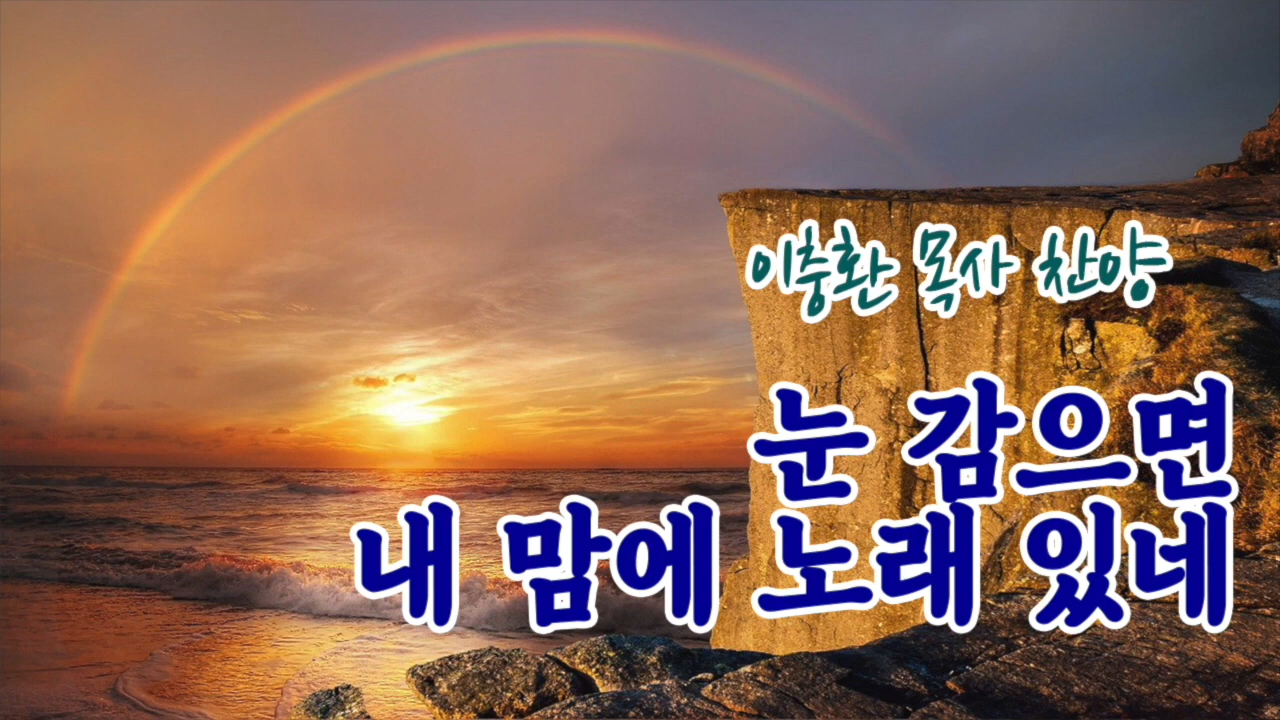 이충환 목사 찬양
눈 감으면
내 맘에 노래 있네